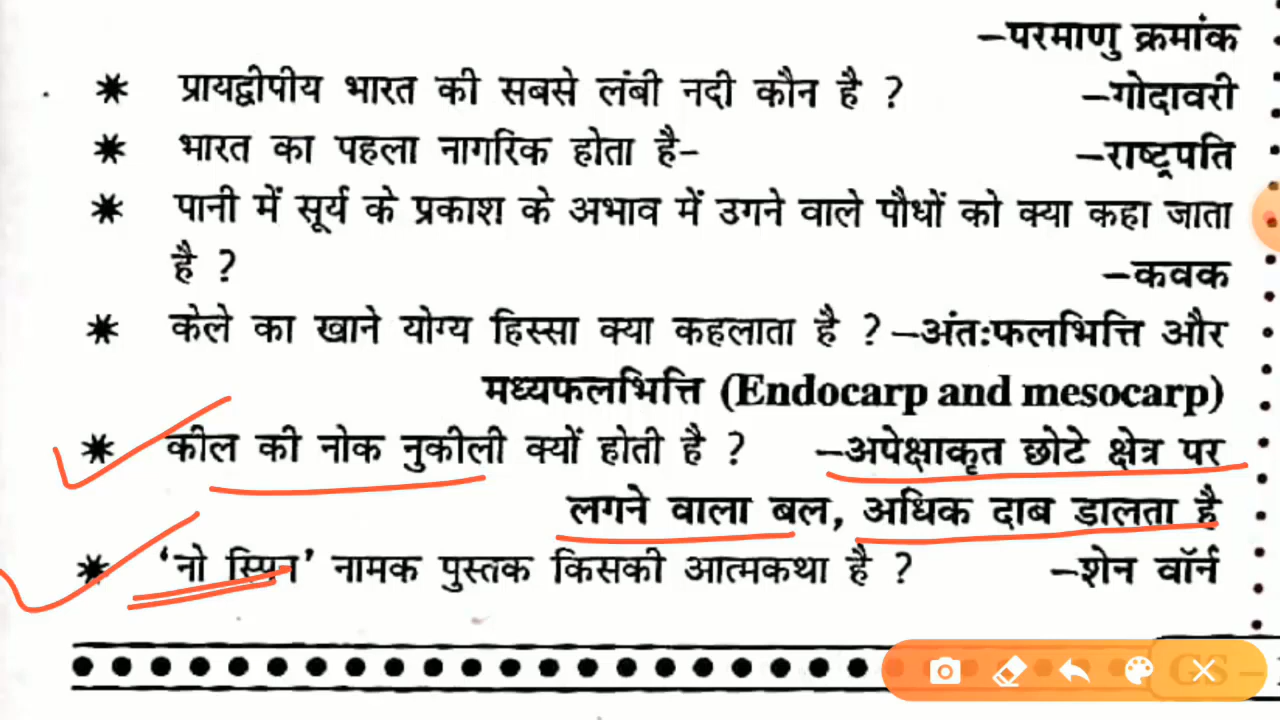 –परमाणु क्रमांक
✷ प्रायद्वीपीय भारत की सबसे लंबी नदी कौन है ? –गोदावरी
✷ भारत का पहला नागरिक होता है– –राष्ट्रपति
✷ पानी में सूर्य के प्रकाश के अभाव में उगने वाले पौधों को क्या कहा जाता
है ? –कवक
✷ केले का खाने योग्य हिस्सा क्या कहलाता है ? –अंतःफलभित्ति और
मध्यफलभित्ति (Endocarp and mesocarp)
✷ कील की नोक नुकीली क्यों होती है ? –अपेक्षाकृत छोटे क्षेत्र पर
लगने वाला बल, अधिक दाब डालता है
✷ ‘नो स्पिन’ नामक पुस्तक किसकी आत्मकथा है ? –शेन वॉर्न
GS –